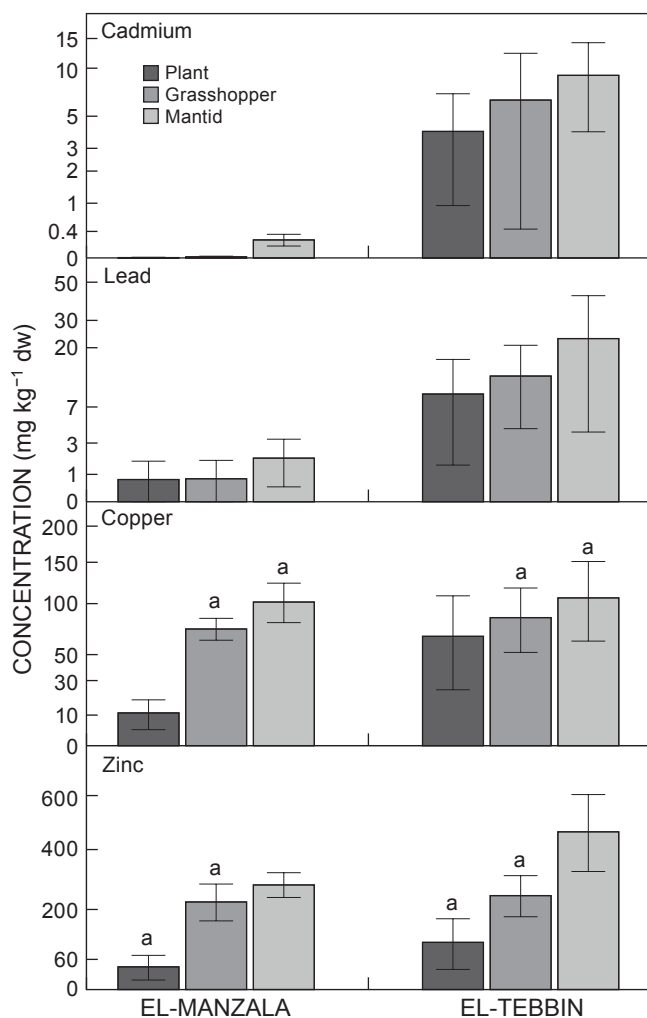 Cadmium
15
10
5
3
2
1
0.4
0
Plant
Grasshopper
Mantid
Lead
50
30
20
7
3
1
0
Copper
200
150
100
50
30
10
0
a
a
a
a
Zinc
600
400
200
60
0
a
a
a
a
CONCENTRATION (mg kg⁻¹ dw)
EL-MANZALA
EL-TEBBIN